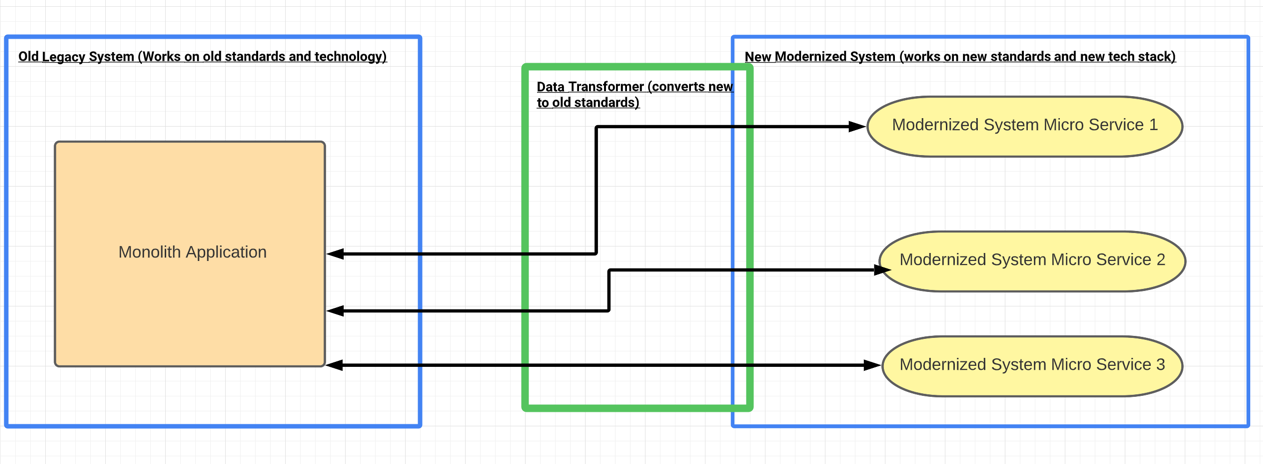 Old Legacy System (Works on old standards and technology)
Monolith Application
Data Transformer (converts new
to old standards)
New Modernized System (works on new standards and new tech stack)
Modernized System Micro Service 1
Modernized System Micro Service 2
Modernized System Micro Service 3